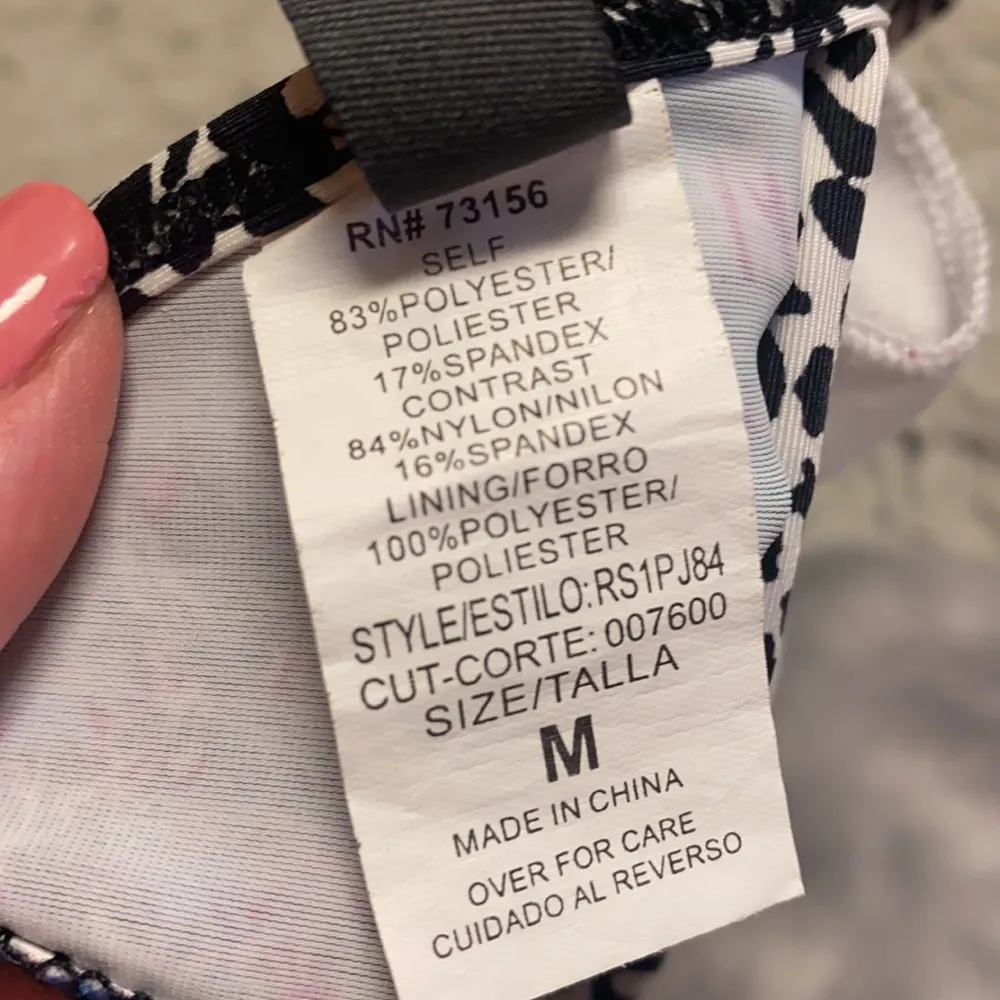 RN# 73156
SELF
83%POLYESTER/
POLIESTER
17%SPANDEX
CONTRAST
84%NYLON/NILON
16%SPANDEX
LINING/FORRO
100%POLYESTER/
POLIESTER
STYLE/ESTILO:RS1PJ84
CUT-CORTE: 007600
SIZE/TALLA
M
MADE IN CHINA
OVER FOR CARE
CUIDADO AL REVERSO